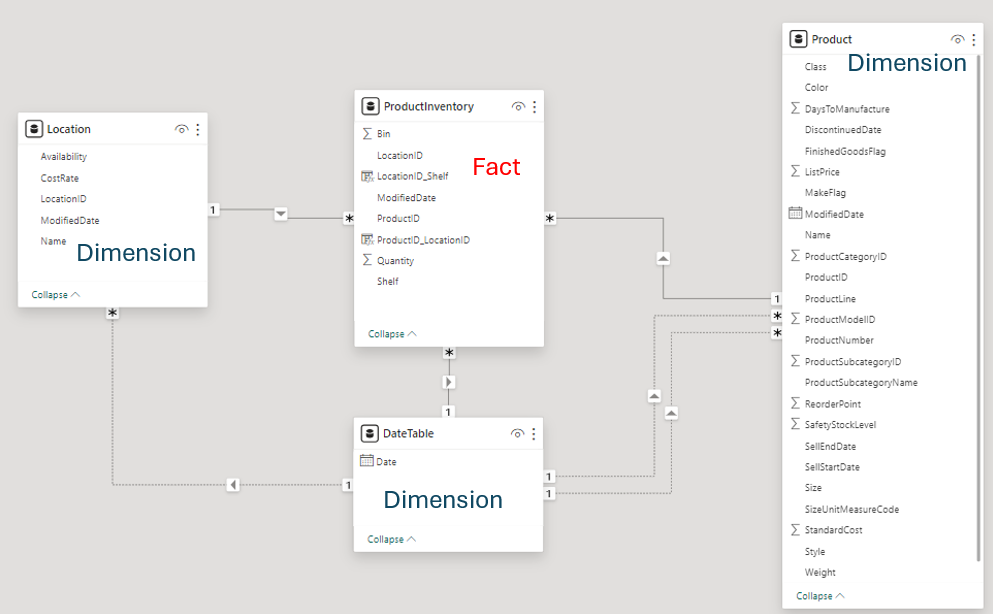 Location
Availability
CostRate
LocationID
ModifiedDate
Name
Dimension
Collapse
1
*
*
ProductInventory
Bin
LocationID
Fact
LocationID_Shelf
ModifiedDate
ProductID
ProductID_LocationID
Quantity
Shelf
Collapse
*
*
1
DateTable
Date
Dimension
Collapse
1
1
1
Product
Class
Dimension
Color
DaysToManufacture
DiscontinuedDate
FinishedGoodsFlag
ListPrice
MakeFlag
ModifiedDate
Name
ProductCategoryID
ProductID
ProductLine
ProductModelID
ProductNumber
ProductSubcategoryID
ProductSubcategoryName
ReorderPoint
SafetyStockLevel
SellEndDate
SellStartDate
Size
SizeUnitMeasureCode
StandardCost
Style
Weight
Collapse
1
*
*